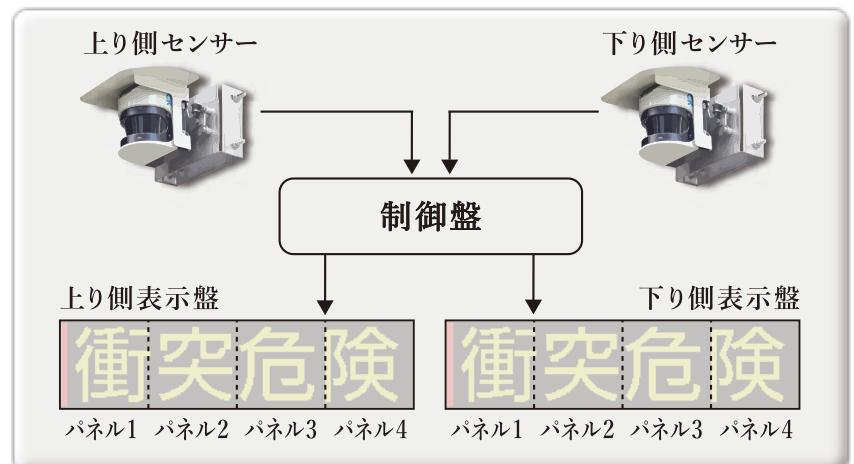 上り側センサー
下り側センサー
制御盤
上り側表示盤
下り側表示盤
衝突危険
衝突危険
パネル1 パネル2 パネル3 パネル4
パネル1 パネル2 パネル3 パネル4